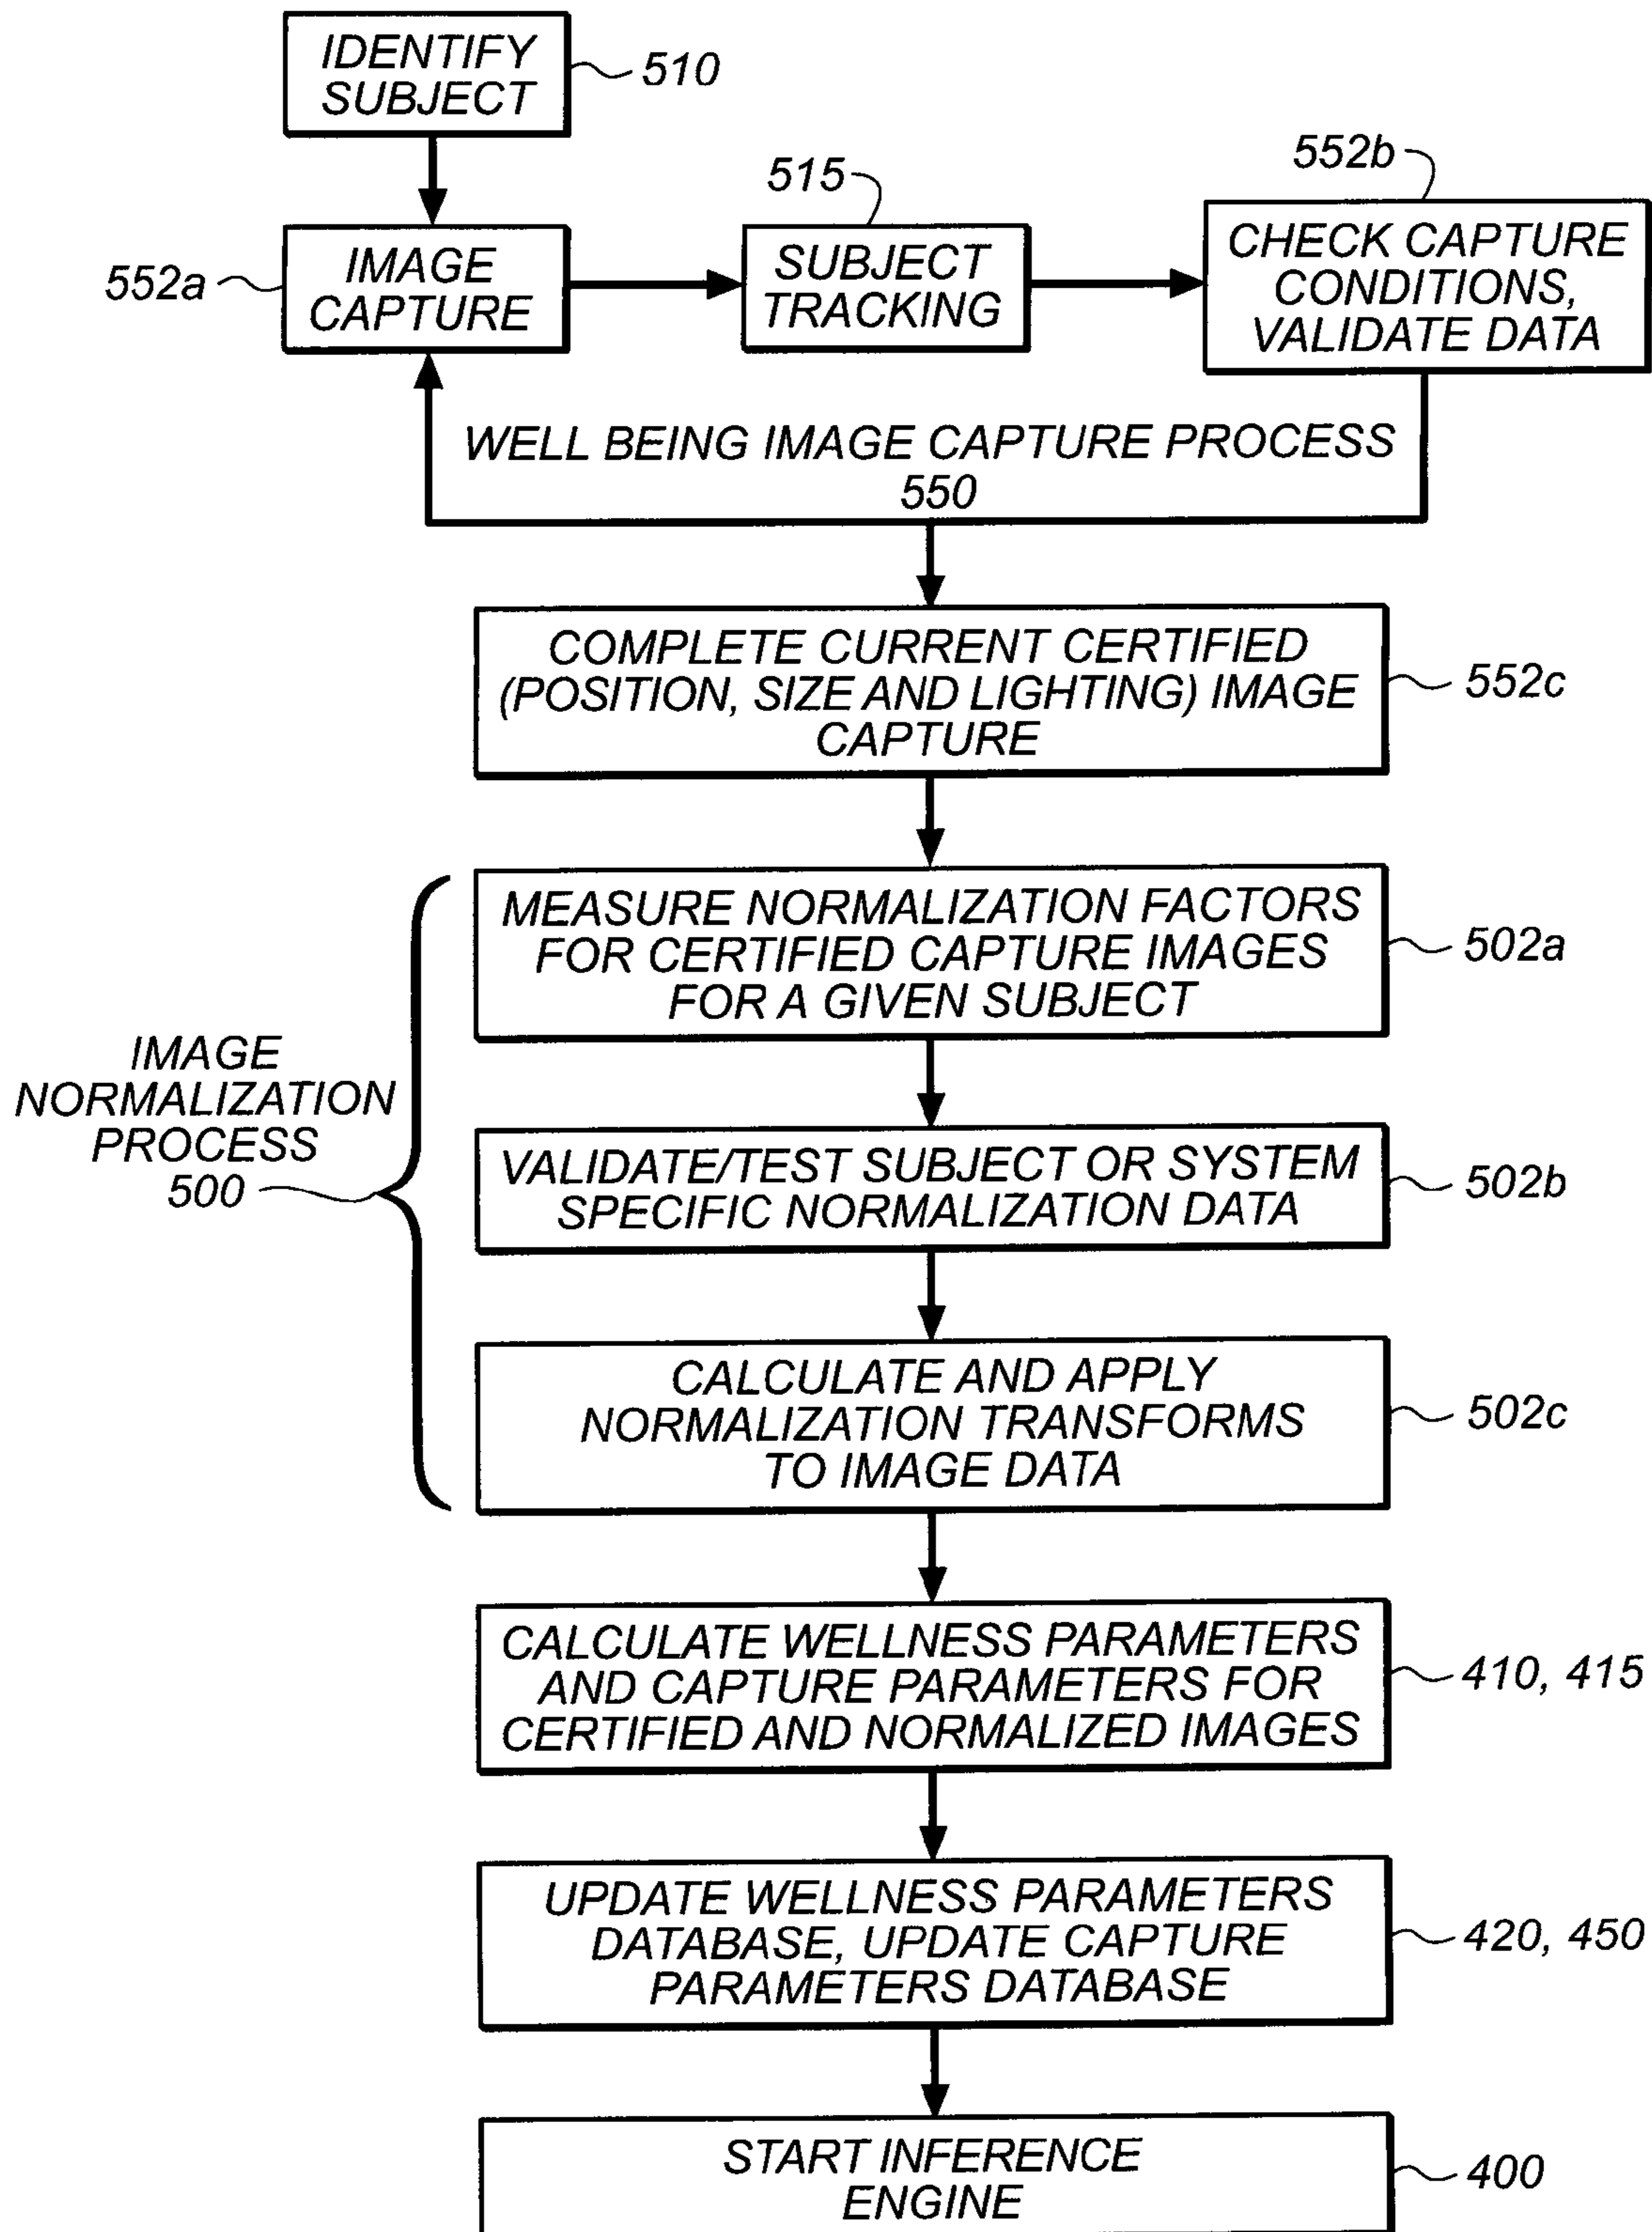 IDENTIFY
SUBJECT
510
552a
IMAGE
CAPTURE
515
SUBJECT
TRACKING
552b
CHECK CAPTURE
CONDITIONS,
VALIDATE DATA
WELL BEING IMAGE CAPTURE PROCESS
550
COMPLETE CURRENT CERTIFIED
(POSITION, SIZE AND LIGHTING) IMAGE
CAPTURE
552c
IMAGE
NORMALIZATION
PROCESS
500
MEASURE NORMALIZATION FACTORS
FOR CERTIFIED CAPTURE IMAGES
FOR A GIVEN SUBJECT
502a
VALIDATE/TEST SUBJECT OR SYSTEM
SPECIFIC NORMALIZATION DATA
502b
CALCULATE AND APPLY
NORMALIZATION TRANSFORMS
TO IMAGE DATA
502c
CALCULATE WELLNESS PARAMETERS
AND CAPTURE PARAMETERS FOR
CERTIFIED AND NORMALIZED IMAGES
410, 415
UPDATE WELLNESS PARAMETERS
DATABASE, UPDATE CAPTURE
PARAMETERS DATABASE
420, 450
START INFERENCE
ENGINE
400